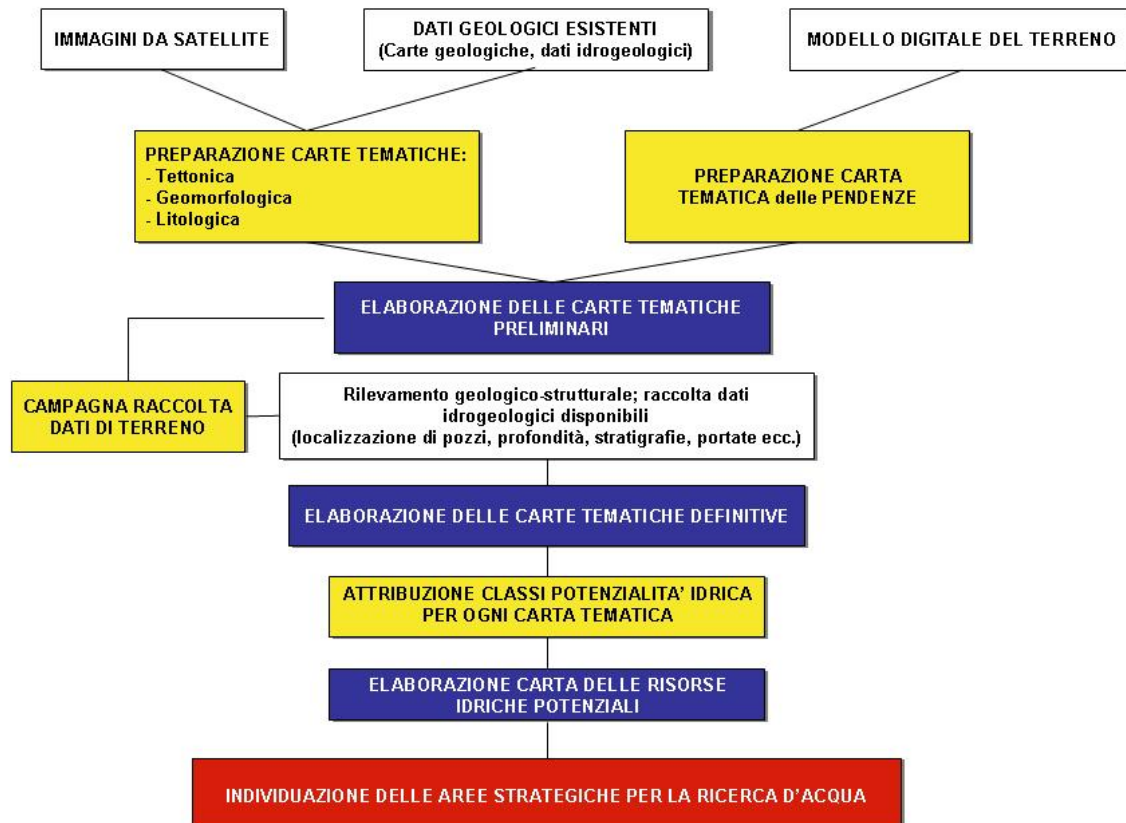 IMMAGINI DA SATELLITE
DATI GEOLOGICI ESISTENTI
(Carte geologiche, dati idrogeologici)
MODELLO DIGITALE DEL TERRENO
PREPARAZIONE CARTE TEMATICHE:
- Tettonica
- Geomorfologica
- Litologica
PREPARAZIONE CARTA
TEMATICA delle PENDENZE
ELABORAZIONE DELLE CARTE TEMATICHE
PRELIMINARI
CAMPAGNA RACCOLTA
DATI DI TERRENO
Rilevamento geologico-strutturale; raccolta dati
idrogeologici disponibili
(localizzazione di pozzi, profondità, stratigrafie, portate ecc.)
ELABORAZIONE DELLE CARTE TEMATICHE DEFINITIVE
ATTRIBUZIONE CLASSI POTENZIALITA’ IDRICA
PER OGNI CARTA TEMATICA
ELABORAZIONE CARTA DELLE RISORSE
IDRICHE POTENZIALI
INDIVIDUAZIONE DELLE AREE STRATEGICHE PER LA RICERCA D’ACQUA